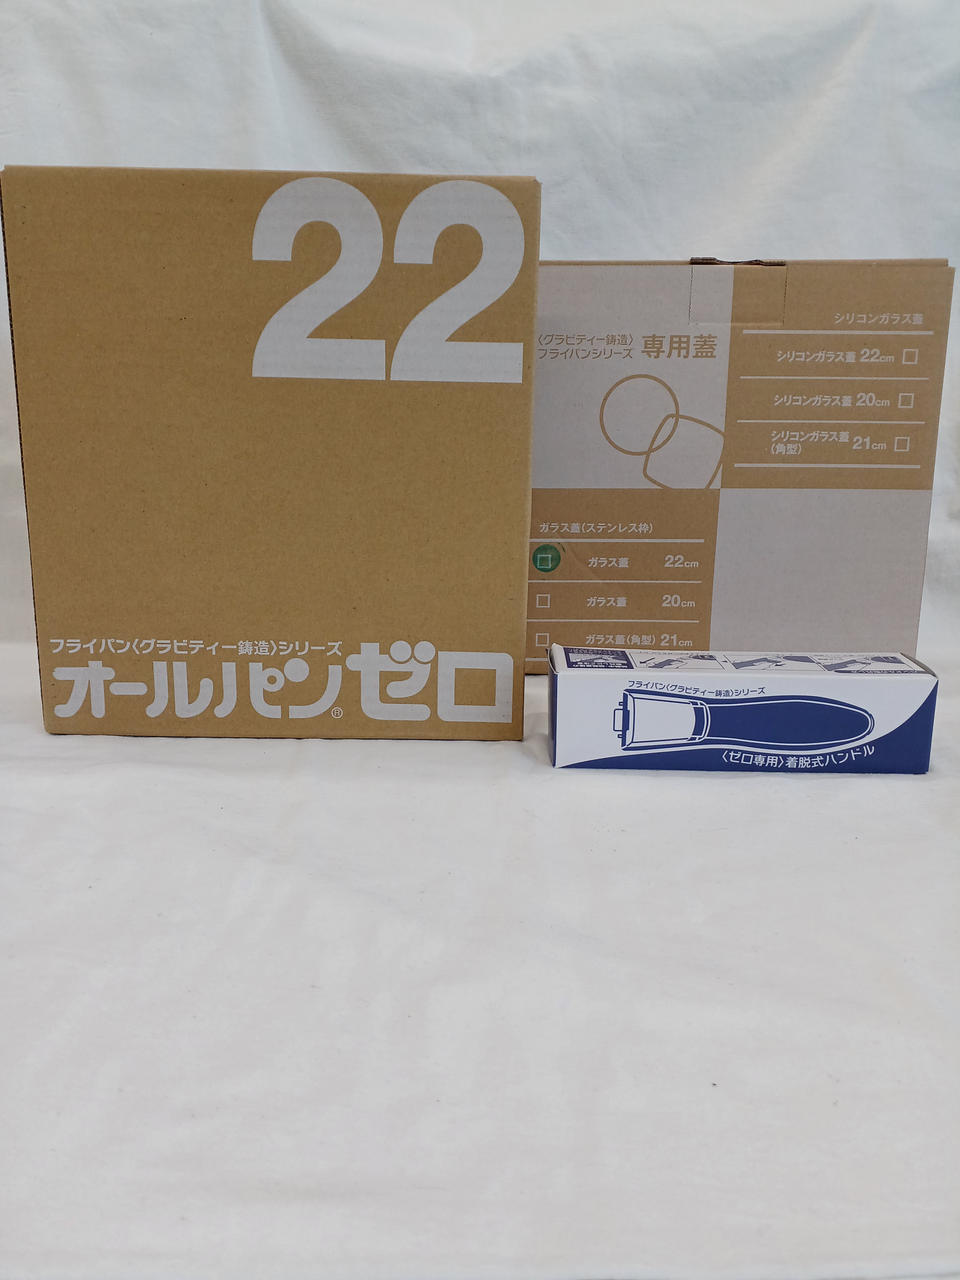 22
フライパン〈グラビティー鋳造〉シリーズ
オールパン®ゼロ
〈グラビティー鋳造〉
フライパンシリーズ 専用蓋
シリコンガラス蓋
シリコンガラス蓋 22cm
シリコンガラス蓋 20cm
シリコンガラス蓋
(角型) 21cm
ガラス蓋(ステンレス枠)
ガラス蓋 22cm
ガラス蓋 20cm
ガラス蓋(角型) 21cm
フライパン〈グラビティー鋳造〉シリーズ
〈ゼロ専用〉着脱式ハンドル